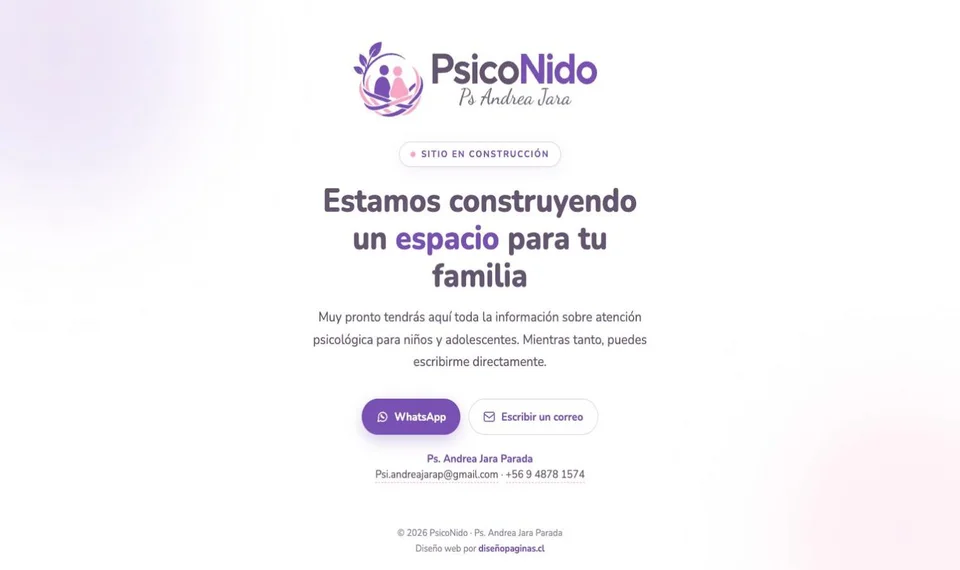 PsicoNido
Ps Andrea Jara
SITIO EN CONSTRUCCIÓN
Estamos construyendo
un espacio para tu
familia
Muy pronto tendrás aquí toda la información sobre atención
psicológica para niños y adolescentes. Mientras tanto, puedes
escribirme directamente.
WhatsApp
Escribir un correo
Ps. Andrea Jara Parada
Psi.andreajarap@gmail.com · +56 9 4878 1574
© 2026 PsicoNido · Ps. Andrea Jara Parada
Diseño web por diseñopaginas.cl